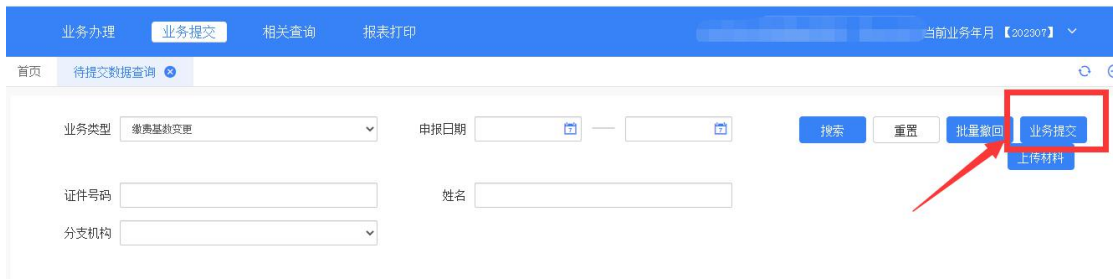 业务办理 业务提交 相关查询 报表打印 当前业务年月 【202307】
首页 待提交数据查询
业务类型 缴费基数变更 申报日期 7 — 7 搜索 重置 批量撤回 业务提交
上传材料
证件号码 姓名
分支机构